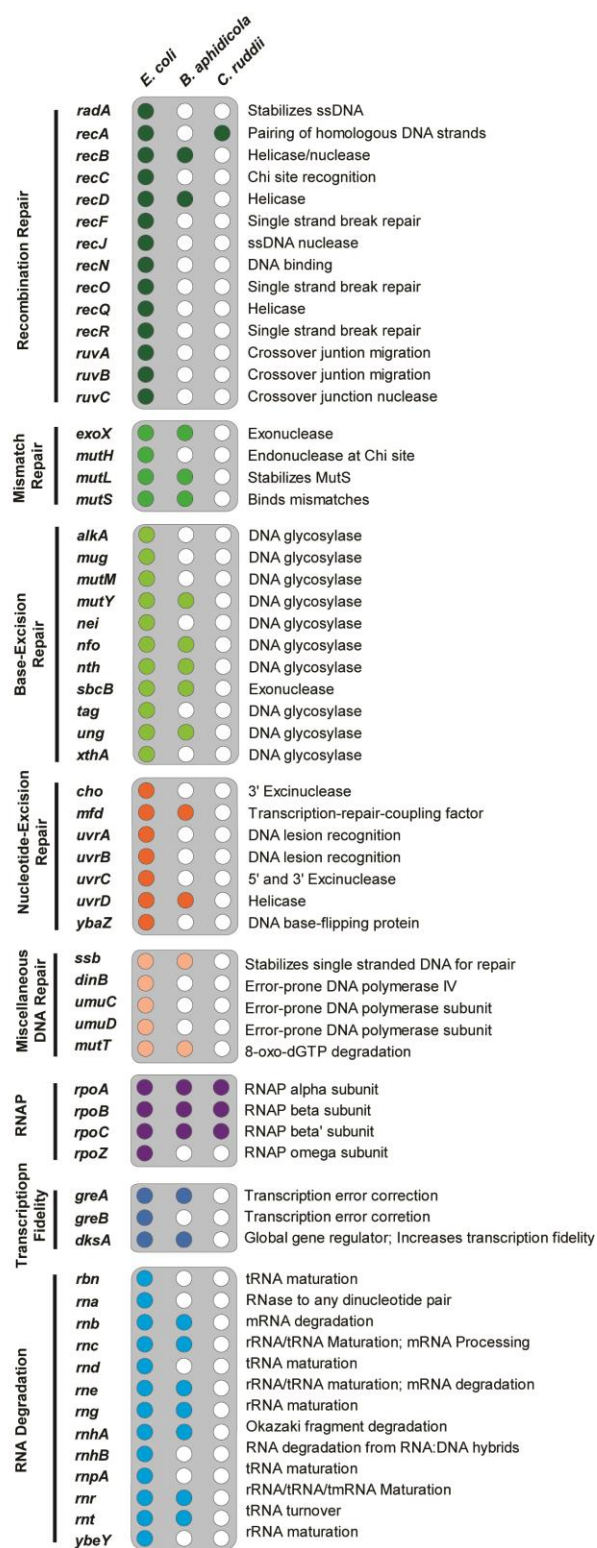 E. coli
B. aphidicola
C. ruddii
Recombination Repair
radA Stabilizes ssDNA
recA Pairing of homologous DNA strands
recB Helicase/nuclease
recC Chi site recognition
recD Helicase
recF Single strand break repair
recJ ssDNA nuclease
recN DNA binding
recO Single strand break repair
recQ Helicase
recR Single strand break repair
ruvA Crossover juntion migration
ruvB Crossover juntion migration
ruvC Crossover junction nuclease
Mismatch
Repair
exoX Exonuclease
mutH Endonuclease at Chi site
mutL Stabilizes MutS
mutS Binds mismatches
Base-Excision
Repair
alkA DNA glycosylase
mug DNA glycosylase
mutM DNA glycosylase
mutY DNA glycosylase
nei DNA glycosylase
nfo DNA glycosylase
nth DNA glycosylase
sbcB Exonuclease
tag DNA glycosylase
ung DNA glycosylase
xthA DNA glycosylase
Nucleotide-Excision
Repair
cho 3' Excinuclease
mfd Transcription-repair-coupling factor
uvrA DNA lesion recognition
uvrB DNA lesion recognition
uvrC 5' and 3' Excinuclease
uvrD Helicase
ybaZ DNA base-flipping protein
Miscellaneous
DNA Repair
ssb Stabilizes single stranded DNA for repair
dinB Error-prone DNA polymerase IV
umuC Error-prone DNA polymerase subunit
umuD Error-prone DNA polymerase subunit
mutT 8-oxo-dGTP degradation
RNAP
rpoA RNAP alpha subunit
rpoB RNAP beta subunit
rpoC RNAP beta' subunit
rpoZ RNAP omega subunit
Transcriptiopn
Fidelity
greA Transcription error correction
greB Transcription error corretion
dksA Global gene regulator; Increases transcription fidelity
RNA Degradation
rbn tRNA maturation
rna RNase to any dinucleotide pair
rnb mRNA degradation
rnc rRNA/tRNA Maturation; mRNA Processing
rnd tRNA maturation
rne rRNA/tRNA maturation; mRNA degradation
rng rRNA maturation
rnhA Okazaki fragment degradation
rnhB RNA degradation from RNA:DNA hybrids
rnpA tRNA maturation
rnr rRNA/tRNA/tmRNA Maturation
rnt tRNA turnover
ybeY rRNA maturation